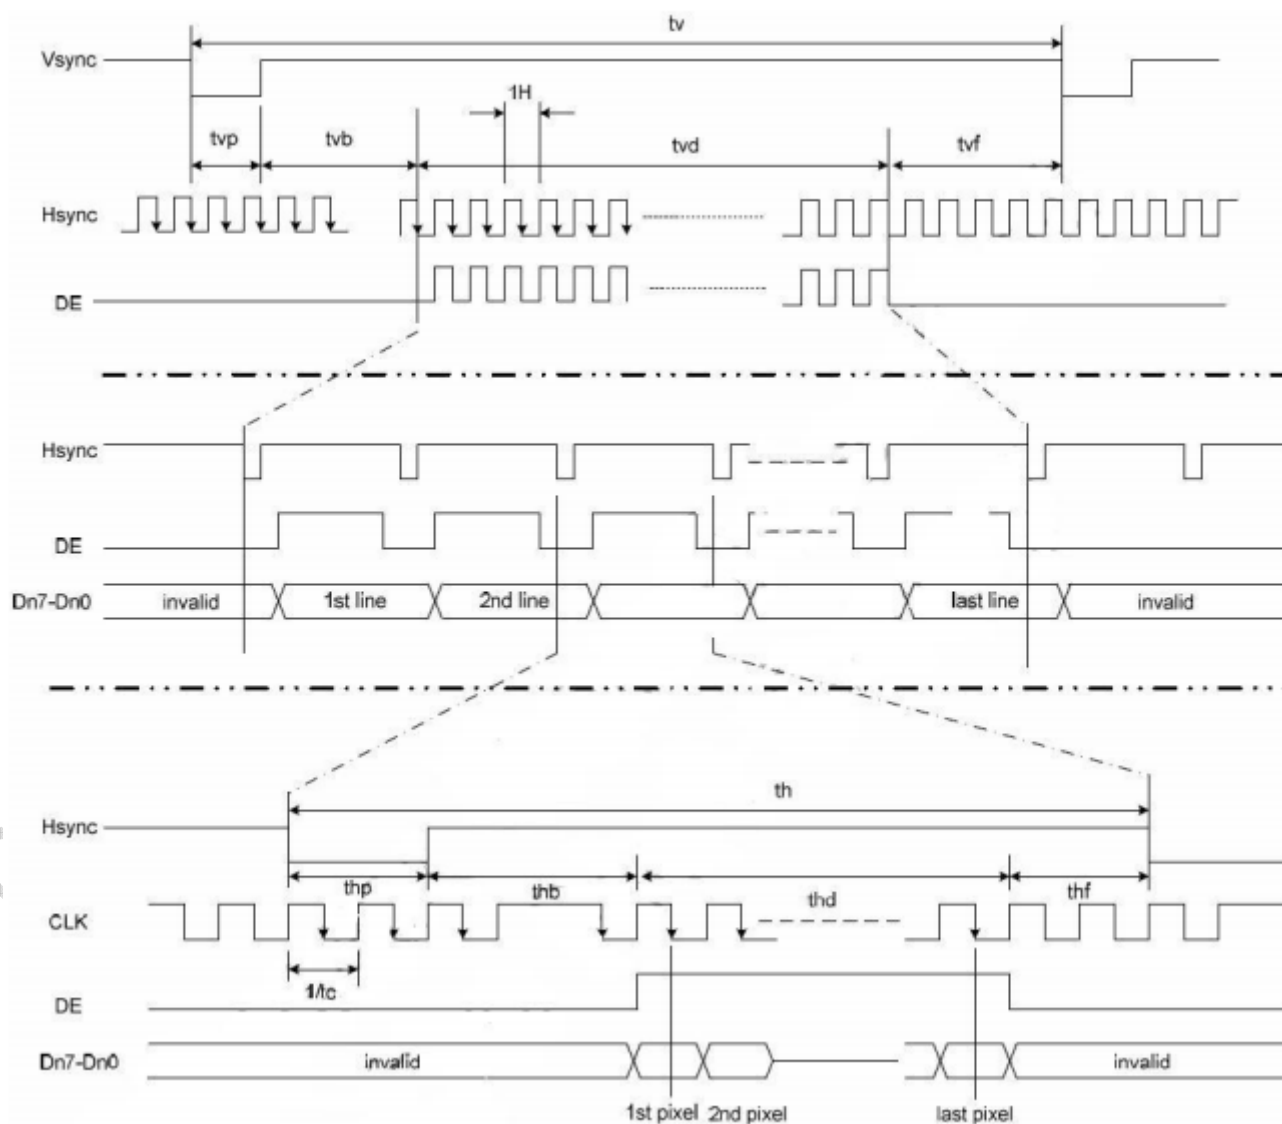 tv
Vsync
1H
tvp
tvb
tvd
tvf
Hsync
DE
Hsync
DE
Dn7-Dn0
invalid
1st line
2nd line
last line
invalid
th
Hsync
thp
thb
thd
thf
CLK
1/tc
DE
Dn7-Dn0
invalid
invalid
1st pixel
2nd pixel
last pixel